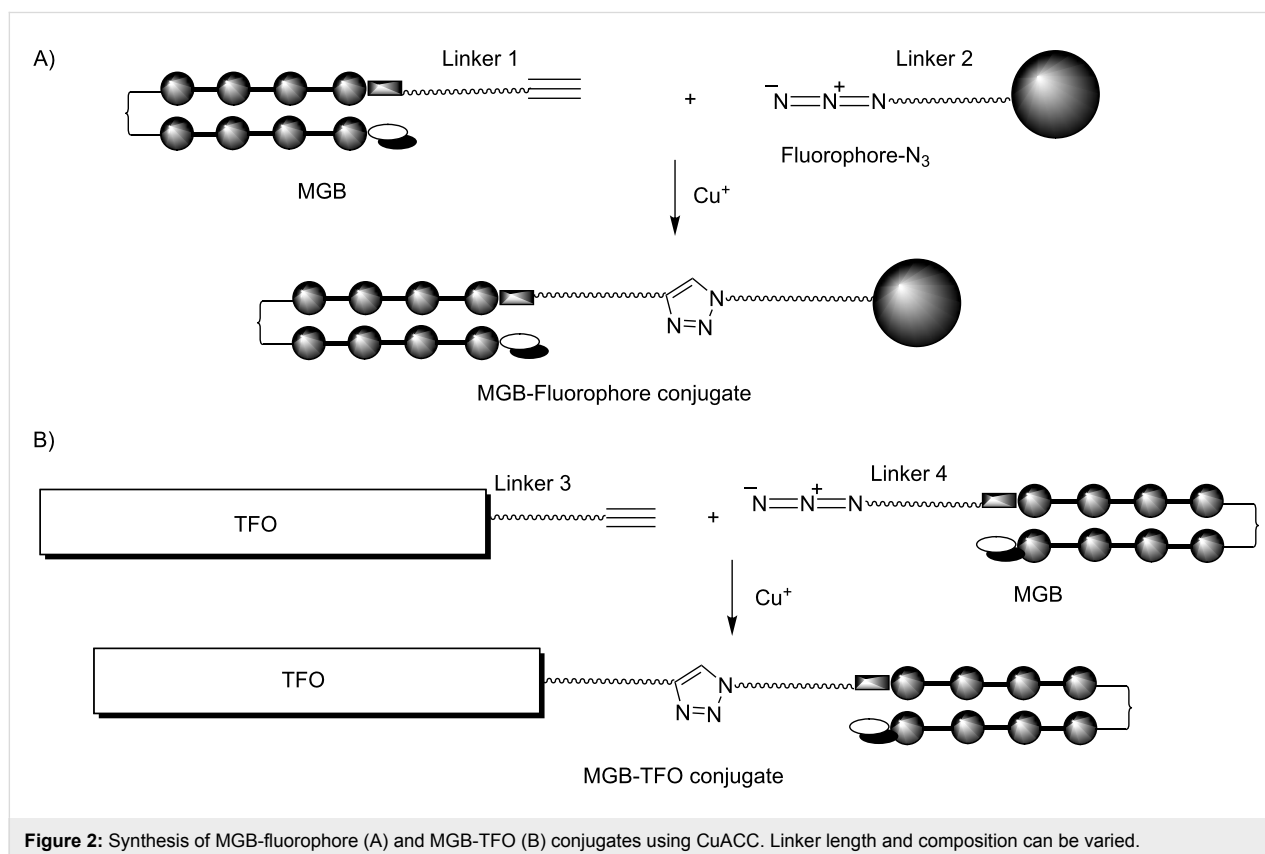 A)
Linker 1
MGB
+
N=N=N
− +
Linker 2
Fluorophore-N3
Cu+
N
N=N
MGB-Fluorophore conjugate
B)
TFO
Linker 3
+
N=N=N
− +
Linker 4
MGB
Cu+
TFO
N
N=N
MGB-TFO conjugate
Figure 2: Synthesis of MGB-fluorophore (A) and MGB-TFO (B) conjugates using CuACC. Linker length and composition can be varied.